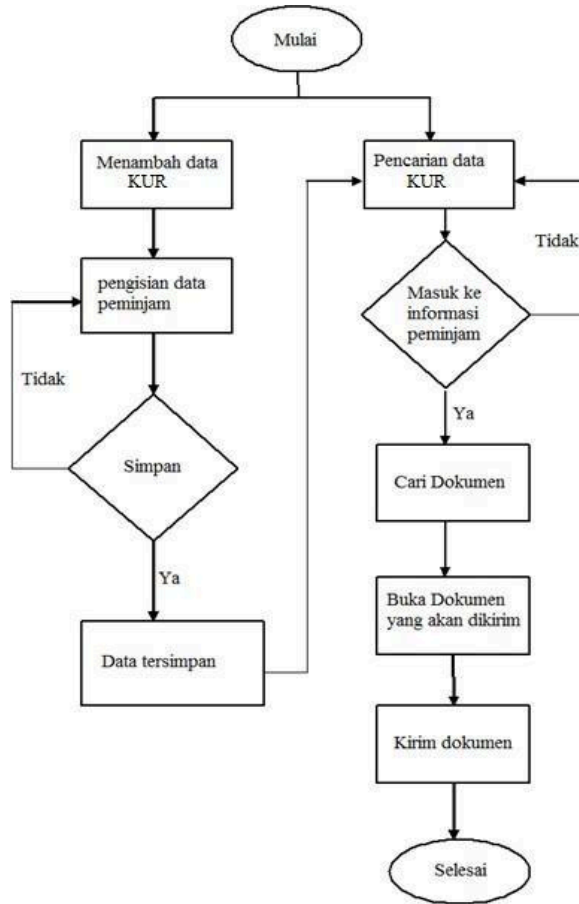 Mulai
Menambah data
KUR
pengisian data
peminjam
Tidak
Simpan
Ya
Data tersimpan
Pencarian data
KUR
Tidak
Masuk ke
informasi
peminjam
Ya
Cari Dokumen
Buka Dokumen
yang akan dikirim
Kirim dokumen
Selesai